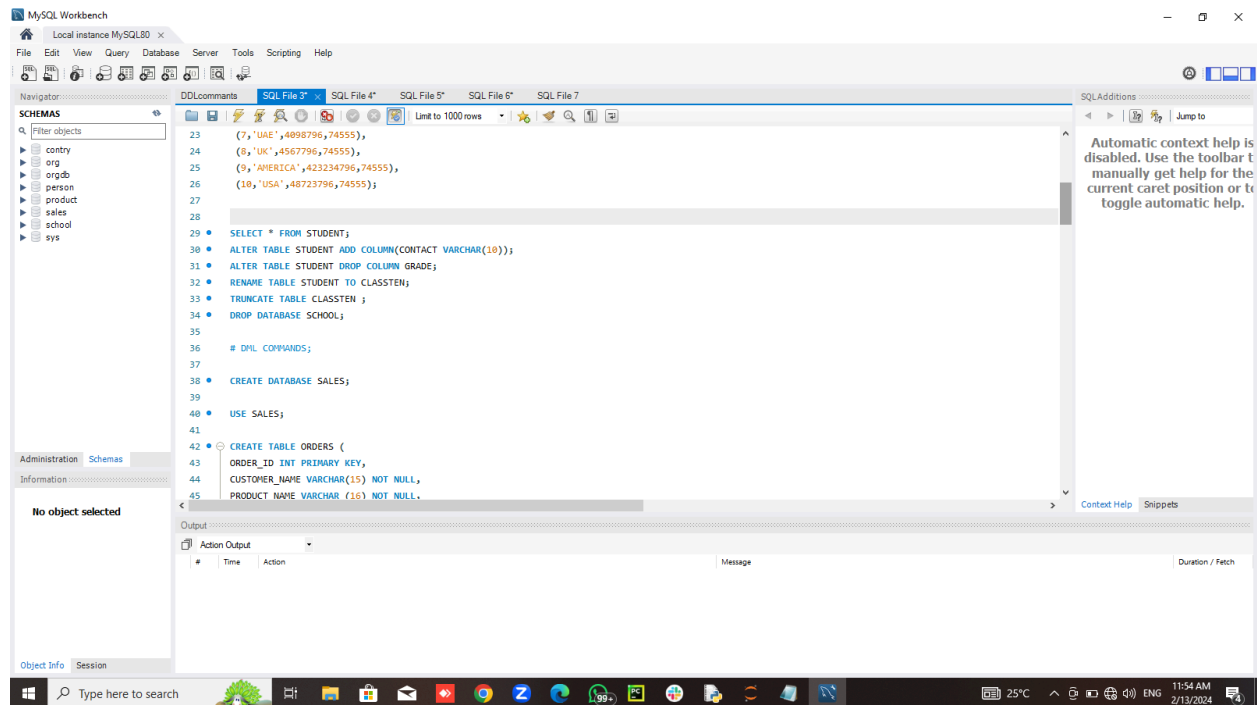 MySQL Workbench
Local instance MySQL80
File Edit View Query Database Server Tools Scripting Help
Navigator
SCHEMAS
Filter objects
contry
org
orgdb
person
product
sales
school
sys
Administration Schemas
Information
No object selected
Object Info Session
DDLcommands SQL File 3* SQL File 4* SQL File 5* SQL File 6* SQL File 7
Limit to 1000 rows
23 (7,'UAE',4098796,74555),
24 (8,'UK',4567796,74555),
25 (9,'AMERICA',423234796,74555),
26 (10,'USA',48723796,74555);
27
28
29 SELECT * FROM STUDENT;
30 ALTER TABLE STUDENT ADD COLUMN(CONTACT VARCHAR(10));
31 ALTER TABLE STUDENT DROP COLUMN GRADE;
32 RENAME TABLE STUDENT TO CLASSTEN;
33 TRUNCATE TABLE CLASSTEN ;
34 DROP DATABASE SCHOOL;
35
36 # DML COMMANDS;
37
38 CREATE DATABASE SALES;
39
40 USE SALES;
41
42 CREATE TABLE ORDERS (
43 ORDER_ID INT PRIMARY KEY,
44 CUSTOMER_NAME VARCHAR(15) NOT NULL,
45 PRODUCT NAME VARCHAR (16) NOT NULL,
Output
Action Output
# Time Action Message Duration / Fetch
SQLAdditions
Jump to
Automatic context help is
disabled. Use the toolbar t
manually get help for the
current caret position or to
toggle automatic help.
Context Help Snippets
Type here to search
99+
25°C
ENG
11:54 AM
2/13/2024
4